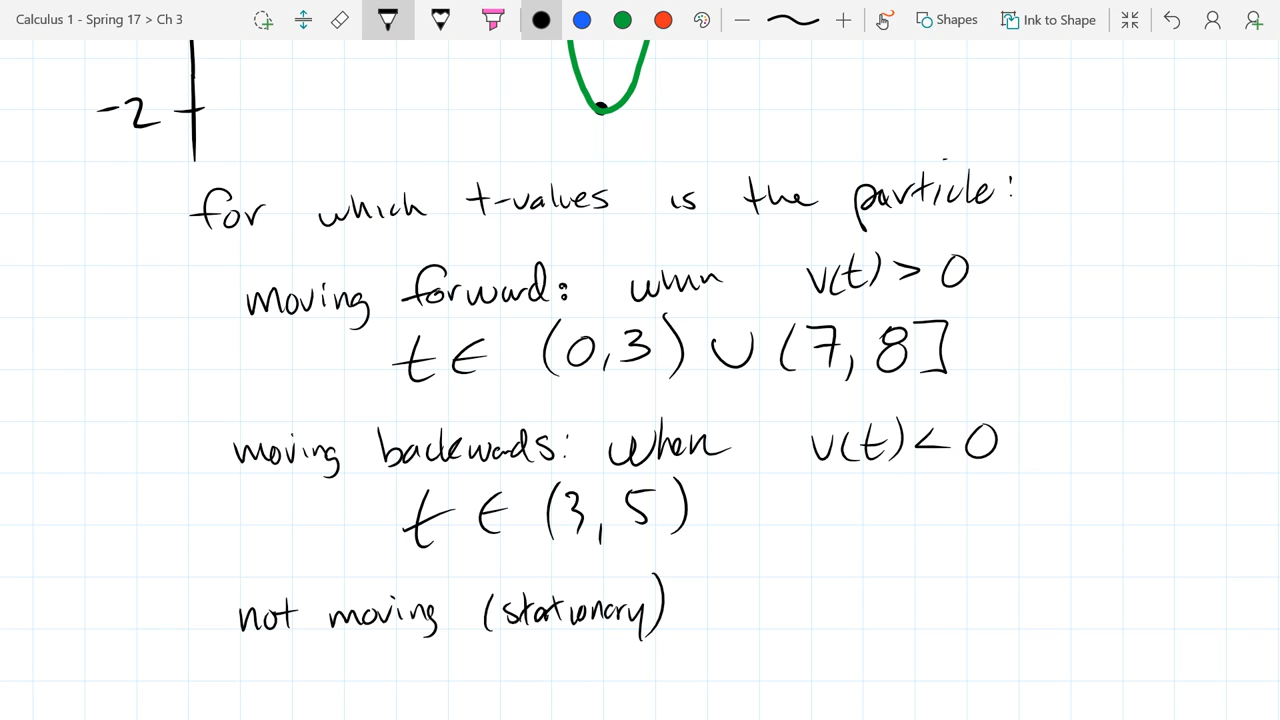 Calculus 1 - Spring 17 > Ch 3
Shapes
Ink to Shape
-2
for which t-values is the particle:
moving forward: when v(t) > 0
t ∈ (0,3) ∪ (7, 8]
moving backwards: when v(t) < 0
t ∈ (3, 5)
not moving (stationary)